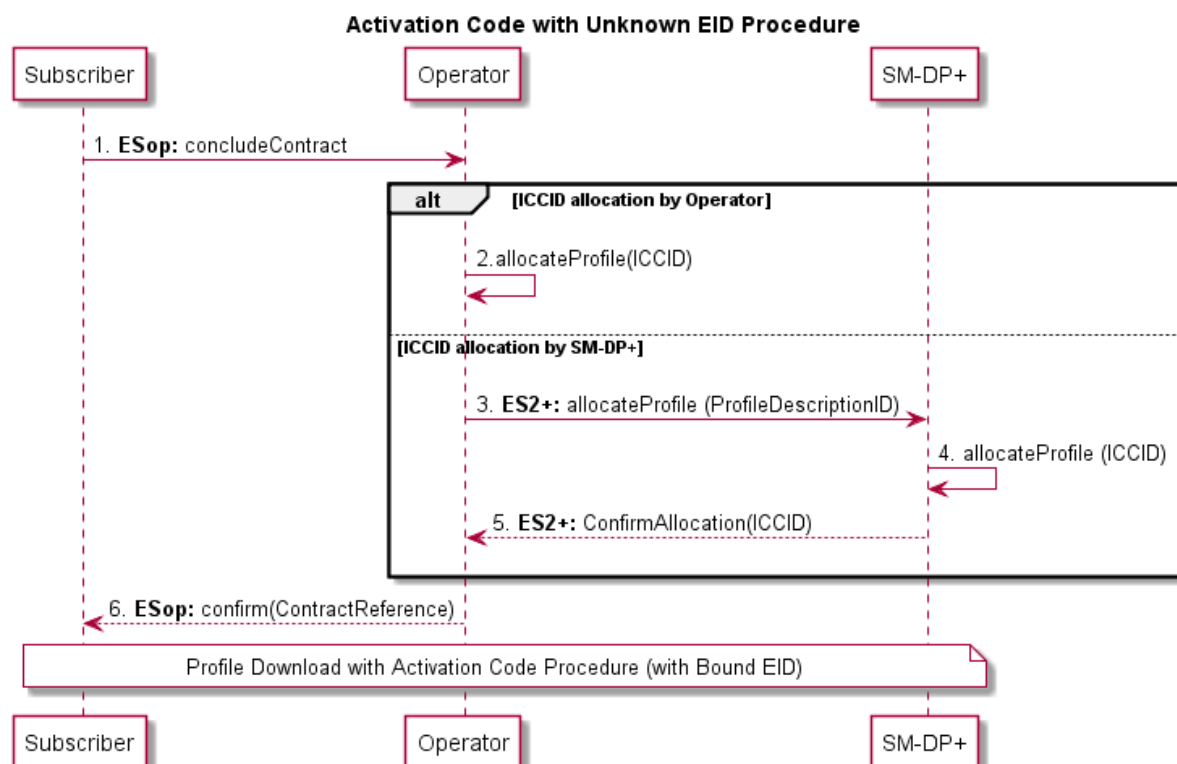 Activation Code with Unknown EID Procedure
Subscriber
Operator
SM-DP+
1. ESop: concludeContract
alt
[ICCID allocation by Operator]
2.allocateProfile(ICCID)
[ICCID allocation by SM-DP+]
3. ES2+: allocateProfile (ProfileDescriptionID)
4. allocateProfile (ICCID)
5. ES2+: ConfirmAllocation(ICCID)
6. ESop: confirm(ContractReference)
Profile Download with Activation Code Procedure (with Bound EID)
Subscriber
Operator
SM-DP+